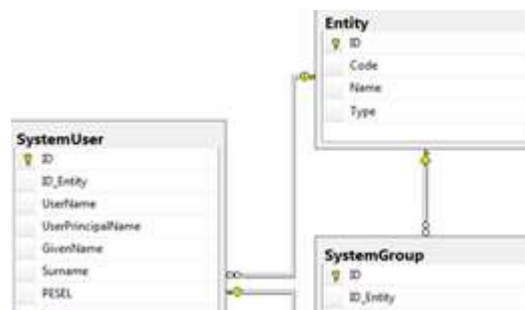 Entity
ID
Code
Name
Type
SystemUser
ID
ID_Entity
UserName
UserPrincipalName
GivenName
Surname
PESEL
SystemGroup
ID
ID_Entity